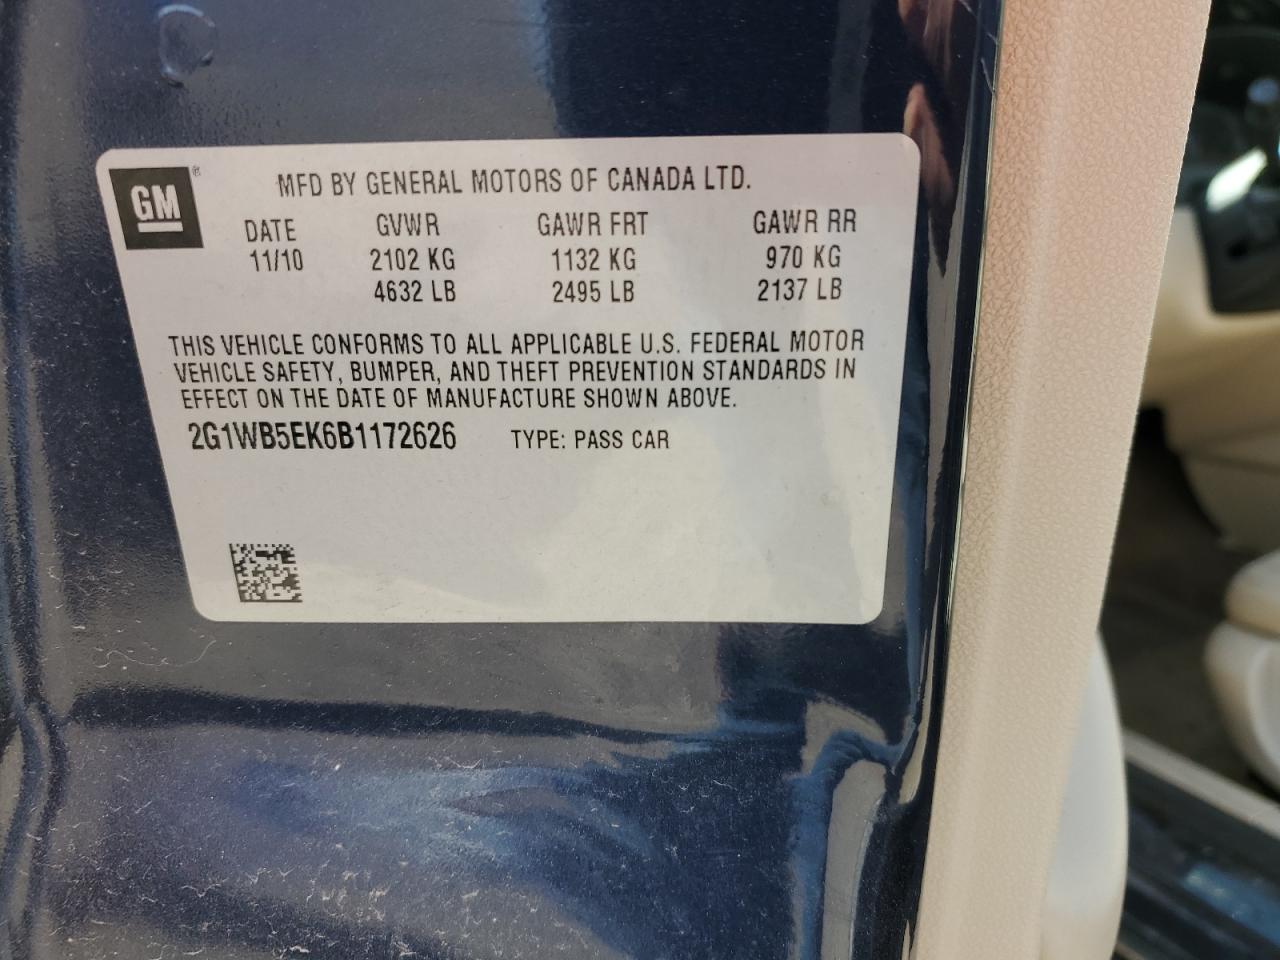 GM®
MFD BY GENERAL MOTORS OF CANADA LTD.
DATE GVWR GAWR FRT GAWR RR
11/10 2102 KG 1132 KG 970 KG
4632 LB 2495 LB 2137 LB
THIS VEHICLE CONFORMS TO ALL APPLICABLE U.S. FEDERAL MOTOR
VEHICLE SAFETY, BUMPER, AND THEFT PREVENTION STANDARDS IN
EFFECT ON THE DATE OF MANUFACTURE SHOWN ABOVE.
2G1WB5EK6B1172626 TYPE: PASS CAR